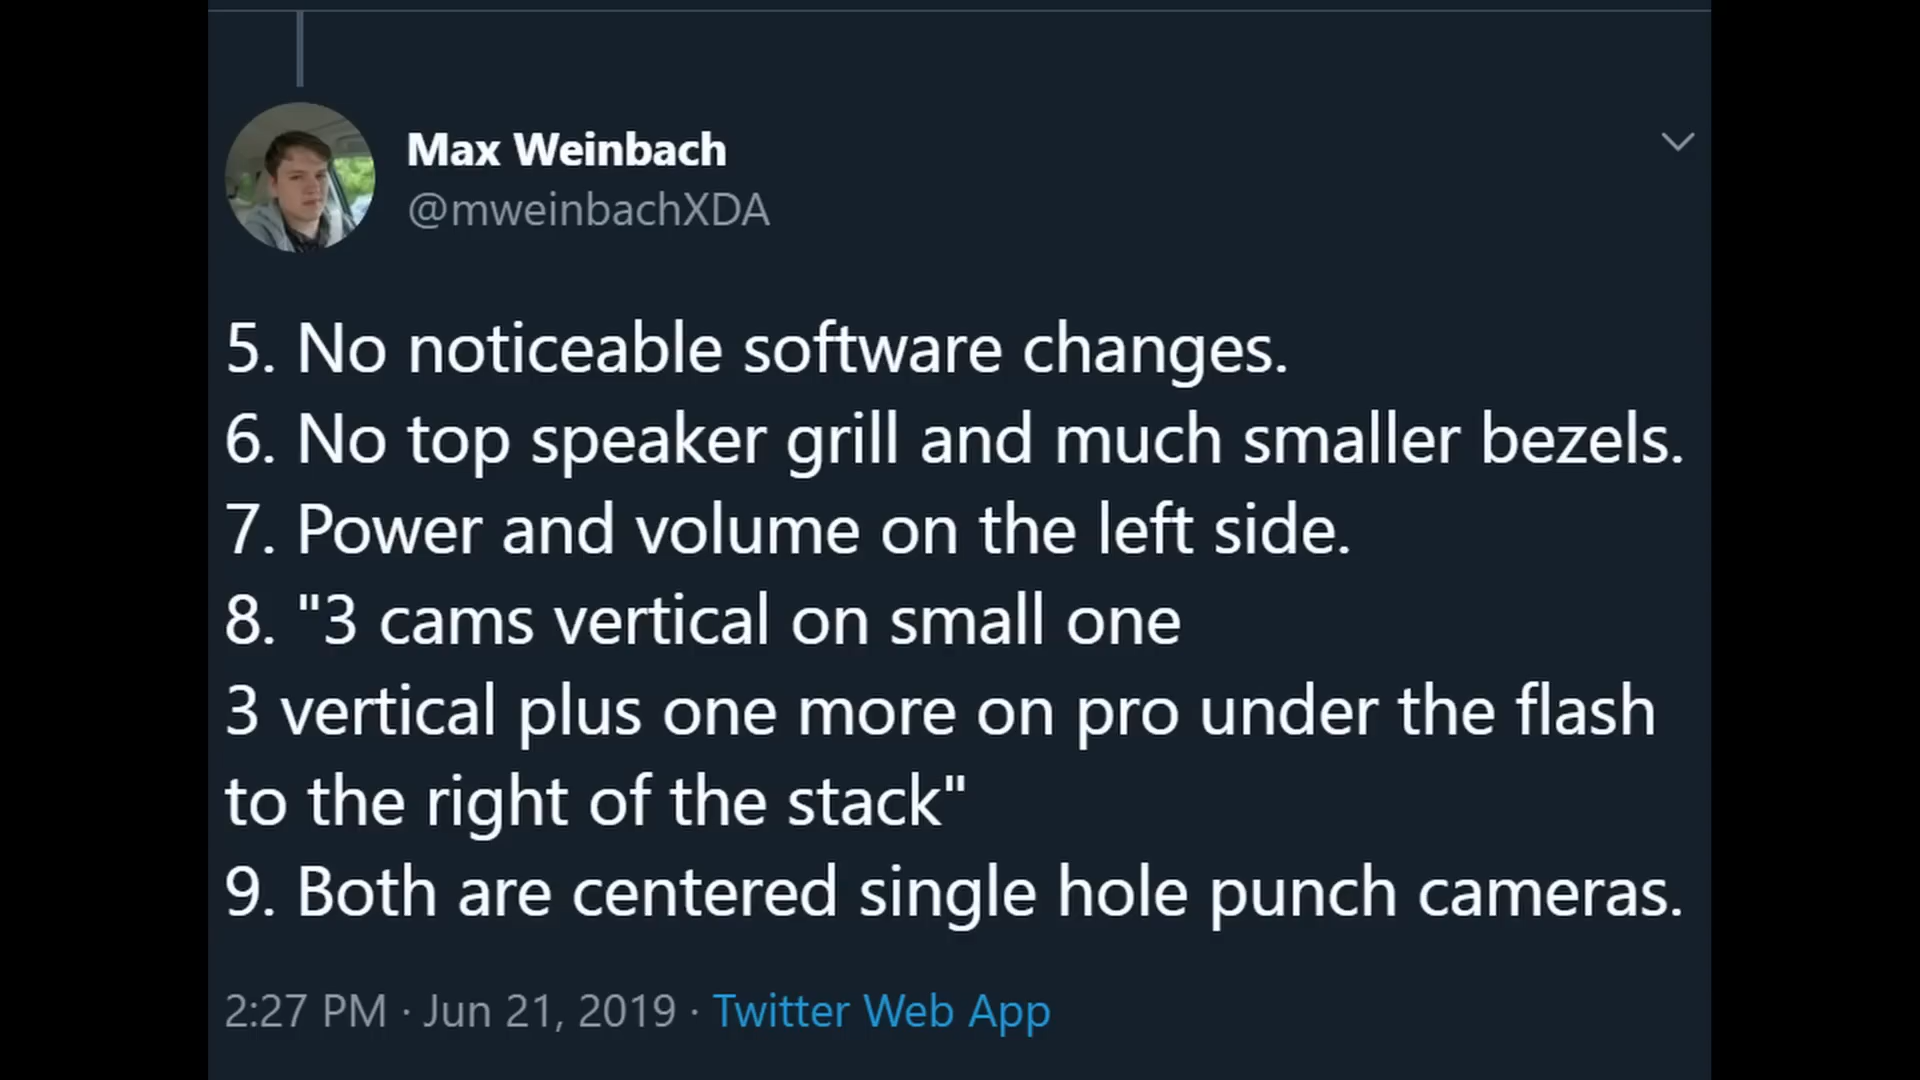 Max Weinbach
@mweinbachXDA
5. No noticeable software changes.
6. No top speaker grill and much smaller bezels.
7. Power and volume on the left side.
8. "3 cams vertical on small one
3 vertical plus one more on pro under the flash
to the right of the stack"
9. Both are centered single hole punch cameras.
2:27 PM · Jun 21, 2019 · Twitter Web App